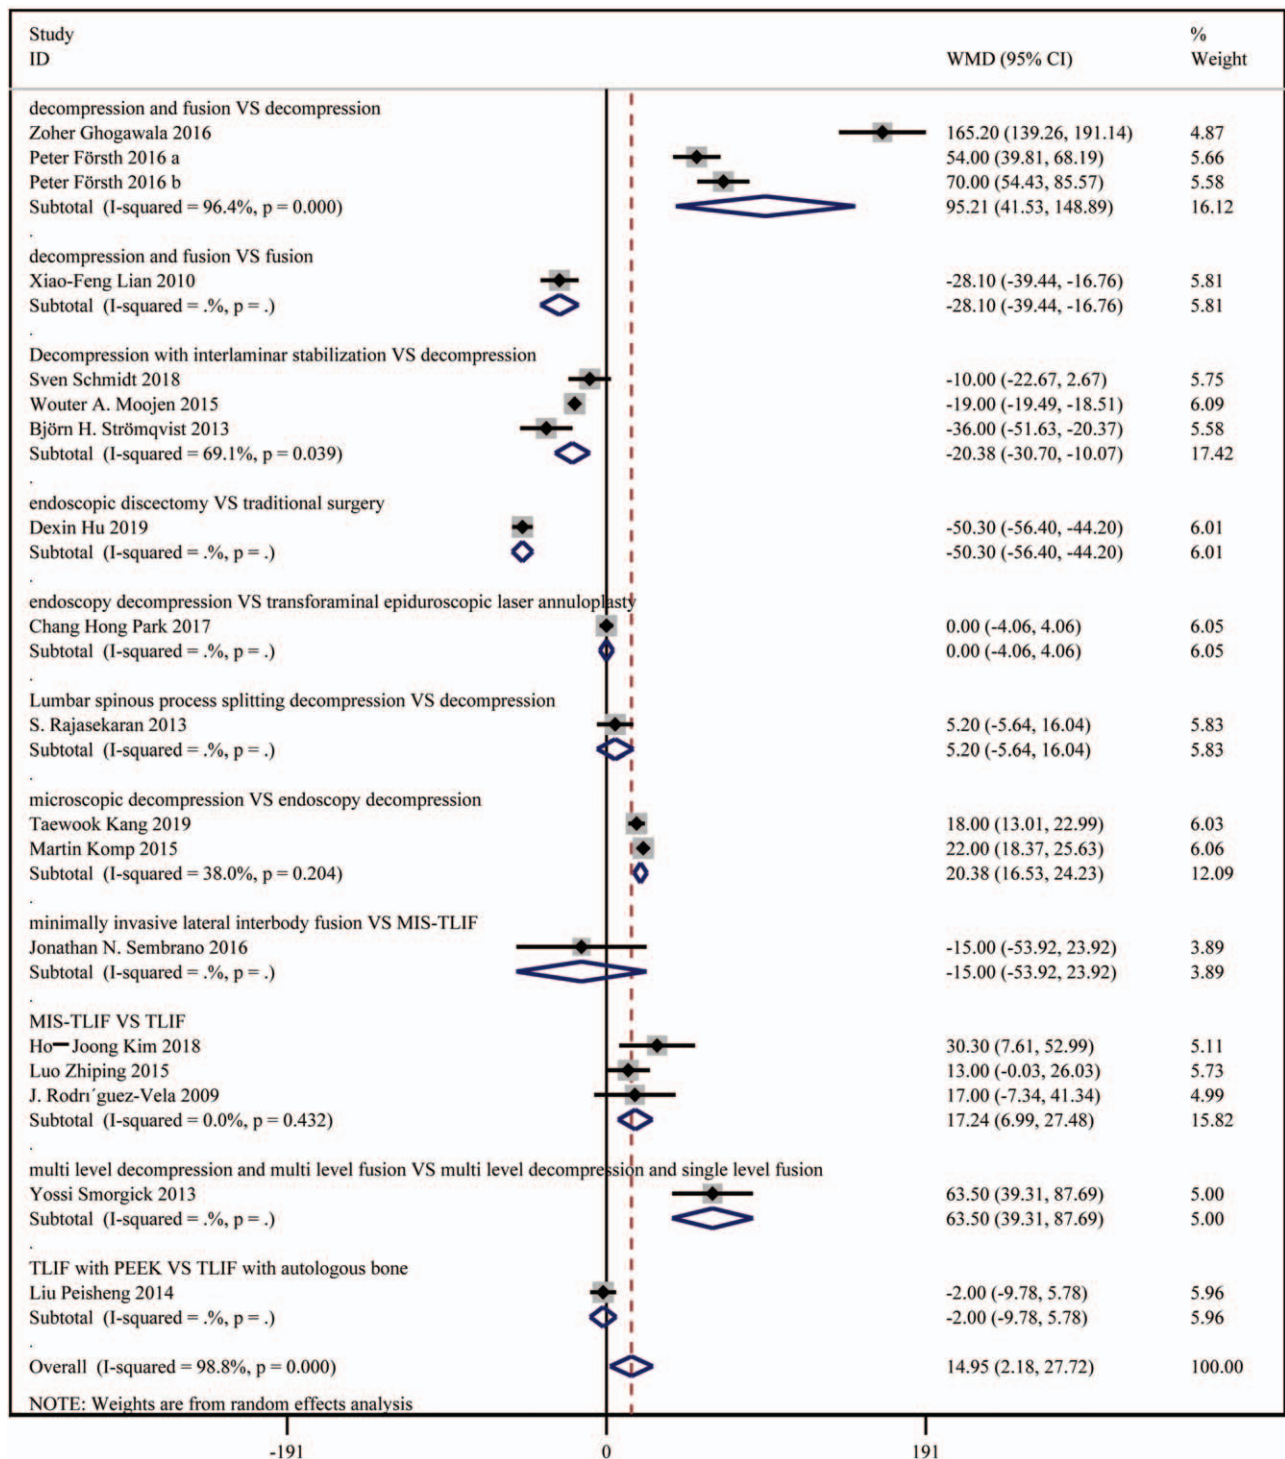 Study %
ID WMD (95% CI) Weight
decompression and fusion VS decompression
Zoher Ghogawala 2016 165.20 (139.26, 191.14) 4.87
Peter Försth 2016 a 54.00 (39.81, 68.19) 5.66
Peter Försth 2016 b 70.00 (54.43, 85.57) 5.58
Subtotal (I-squared = 96.4%, p = 0.000) 95.21 (41.53, 148.89) 16.12
.
decompression and fusion VS fusion
Xiao-Feng Lian 2010 -28.10 (-39.44, -16.76) 5.81
Subtotal (I-squared = .%, p = .) -28.10 (-39.44, -16.76) 5.81
.
Decompression with interlaminar stabilization VS decompression
Sven Schmidt 2018 -10.00 (-22.67, 2.67) 5.75
Wouter A. Moojen 2015 -19.00 (-19.49, -18.51) 6.09
Björn H. Strömqvist 2013 -36.00 (-51.63, -20.37) 5.58
Subtotal (I-squared = 69.1%, p = 0.039) -20.38 (-30.70, -10.07) 17.42
.
endoscopic discectomy VS traditional surgery
Dexin Hu 2019 -50.30 (-56.40, -44.20) 6.01
Subtotal (I-squared = .%, p = .) -50.30 (-56.40, -44.20) 6.01
.
endoscopy decompression VS transforaminal epiduroscopic laser annuloplasty
Chang Hong Park 2017 0.00 (-4.06, 4.06) 6.05
Subtotal (I-squared = .%, p = .) 0.00 (-4.06, 4.06) 6.05
.
Lumbar spinous process splitting decompression VS decompression
S. Rajasekaran 2013 5.20 (-5.64, 16.04) 5.83
Subtotal (I-squared = .%, p = .) 5.20 (-5.64, 16.04) 5.83
.
microscopic decompression VS endoscopy decompression
Taewook Kang 2019 18.00 (13.01, 22.99) 6.03
Martin Komp 2015 22.00 (18.37, 25.63) 6.06
Subtotal (I-squared = 38.0%, p = 0.204) 20.38 (16.53, 24.23) 12.09
.
minimally invasive lateral interbody fusion VS MIS-TLIF
Jonathan N. Sembrano 2016 -15.00 (-53.92, 23.92) 3.89
Subtotal (I-squared = .%, p = .) -15.00 (-53.92, 23.92) 3.89
.
MIS-TLIF VS TLIF
Ho—Joong Kim 2018 30.30 (7.61, 52.99) 5.11
Luo Zhiping 2015 13.00 (-0.03, 26.03) 5.73
J. Rodrı´guez-Vela 2009 17.00 (-7.34, 41.34) 4.99
Subtotal (I-squared = 0.0%, p = 0.432) 17.24 (6.99, 27.48) 15.82
.
multi level decompression and multi level fusion VS multi level decompression and single level fusion
Yossi Smorgick 2013 63.50 (39.31, 87.69) 5.00
Subtotal (I-squared = .%, p = .) 63.50 (39.31, 87.69) 5.00
.
TLIF with PEEK VS TLIF with autologous bone
Liu Peisheng 2014 -2.00 (-9.78, 5.78) 5.96
Subtotal (I-squared = .%, p = .) -2.00 (-9.78, 5.78) 5.96
.
Overall (I-squared = 98.8%, p = 0.000) 14.95 (2.18, 27.72) 100.00
NOTE: Weights are from random effects analysis
-191 0 191